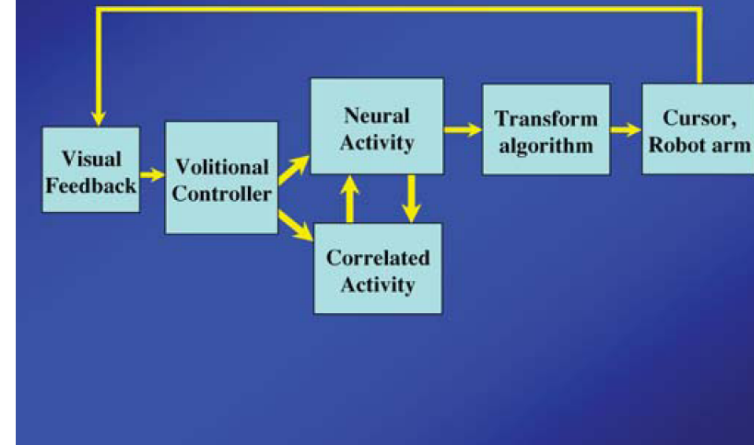 Visual
Feedback
Volitional
Controller
Neural
Activity
Correlated
Activity
Transform
algorithm
Cursor,
Robot arm